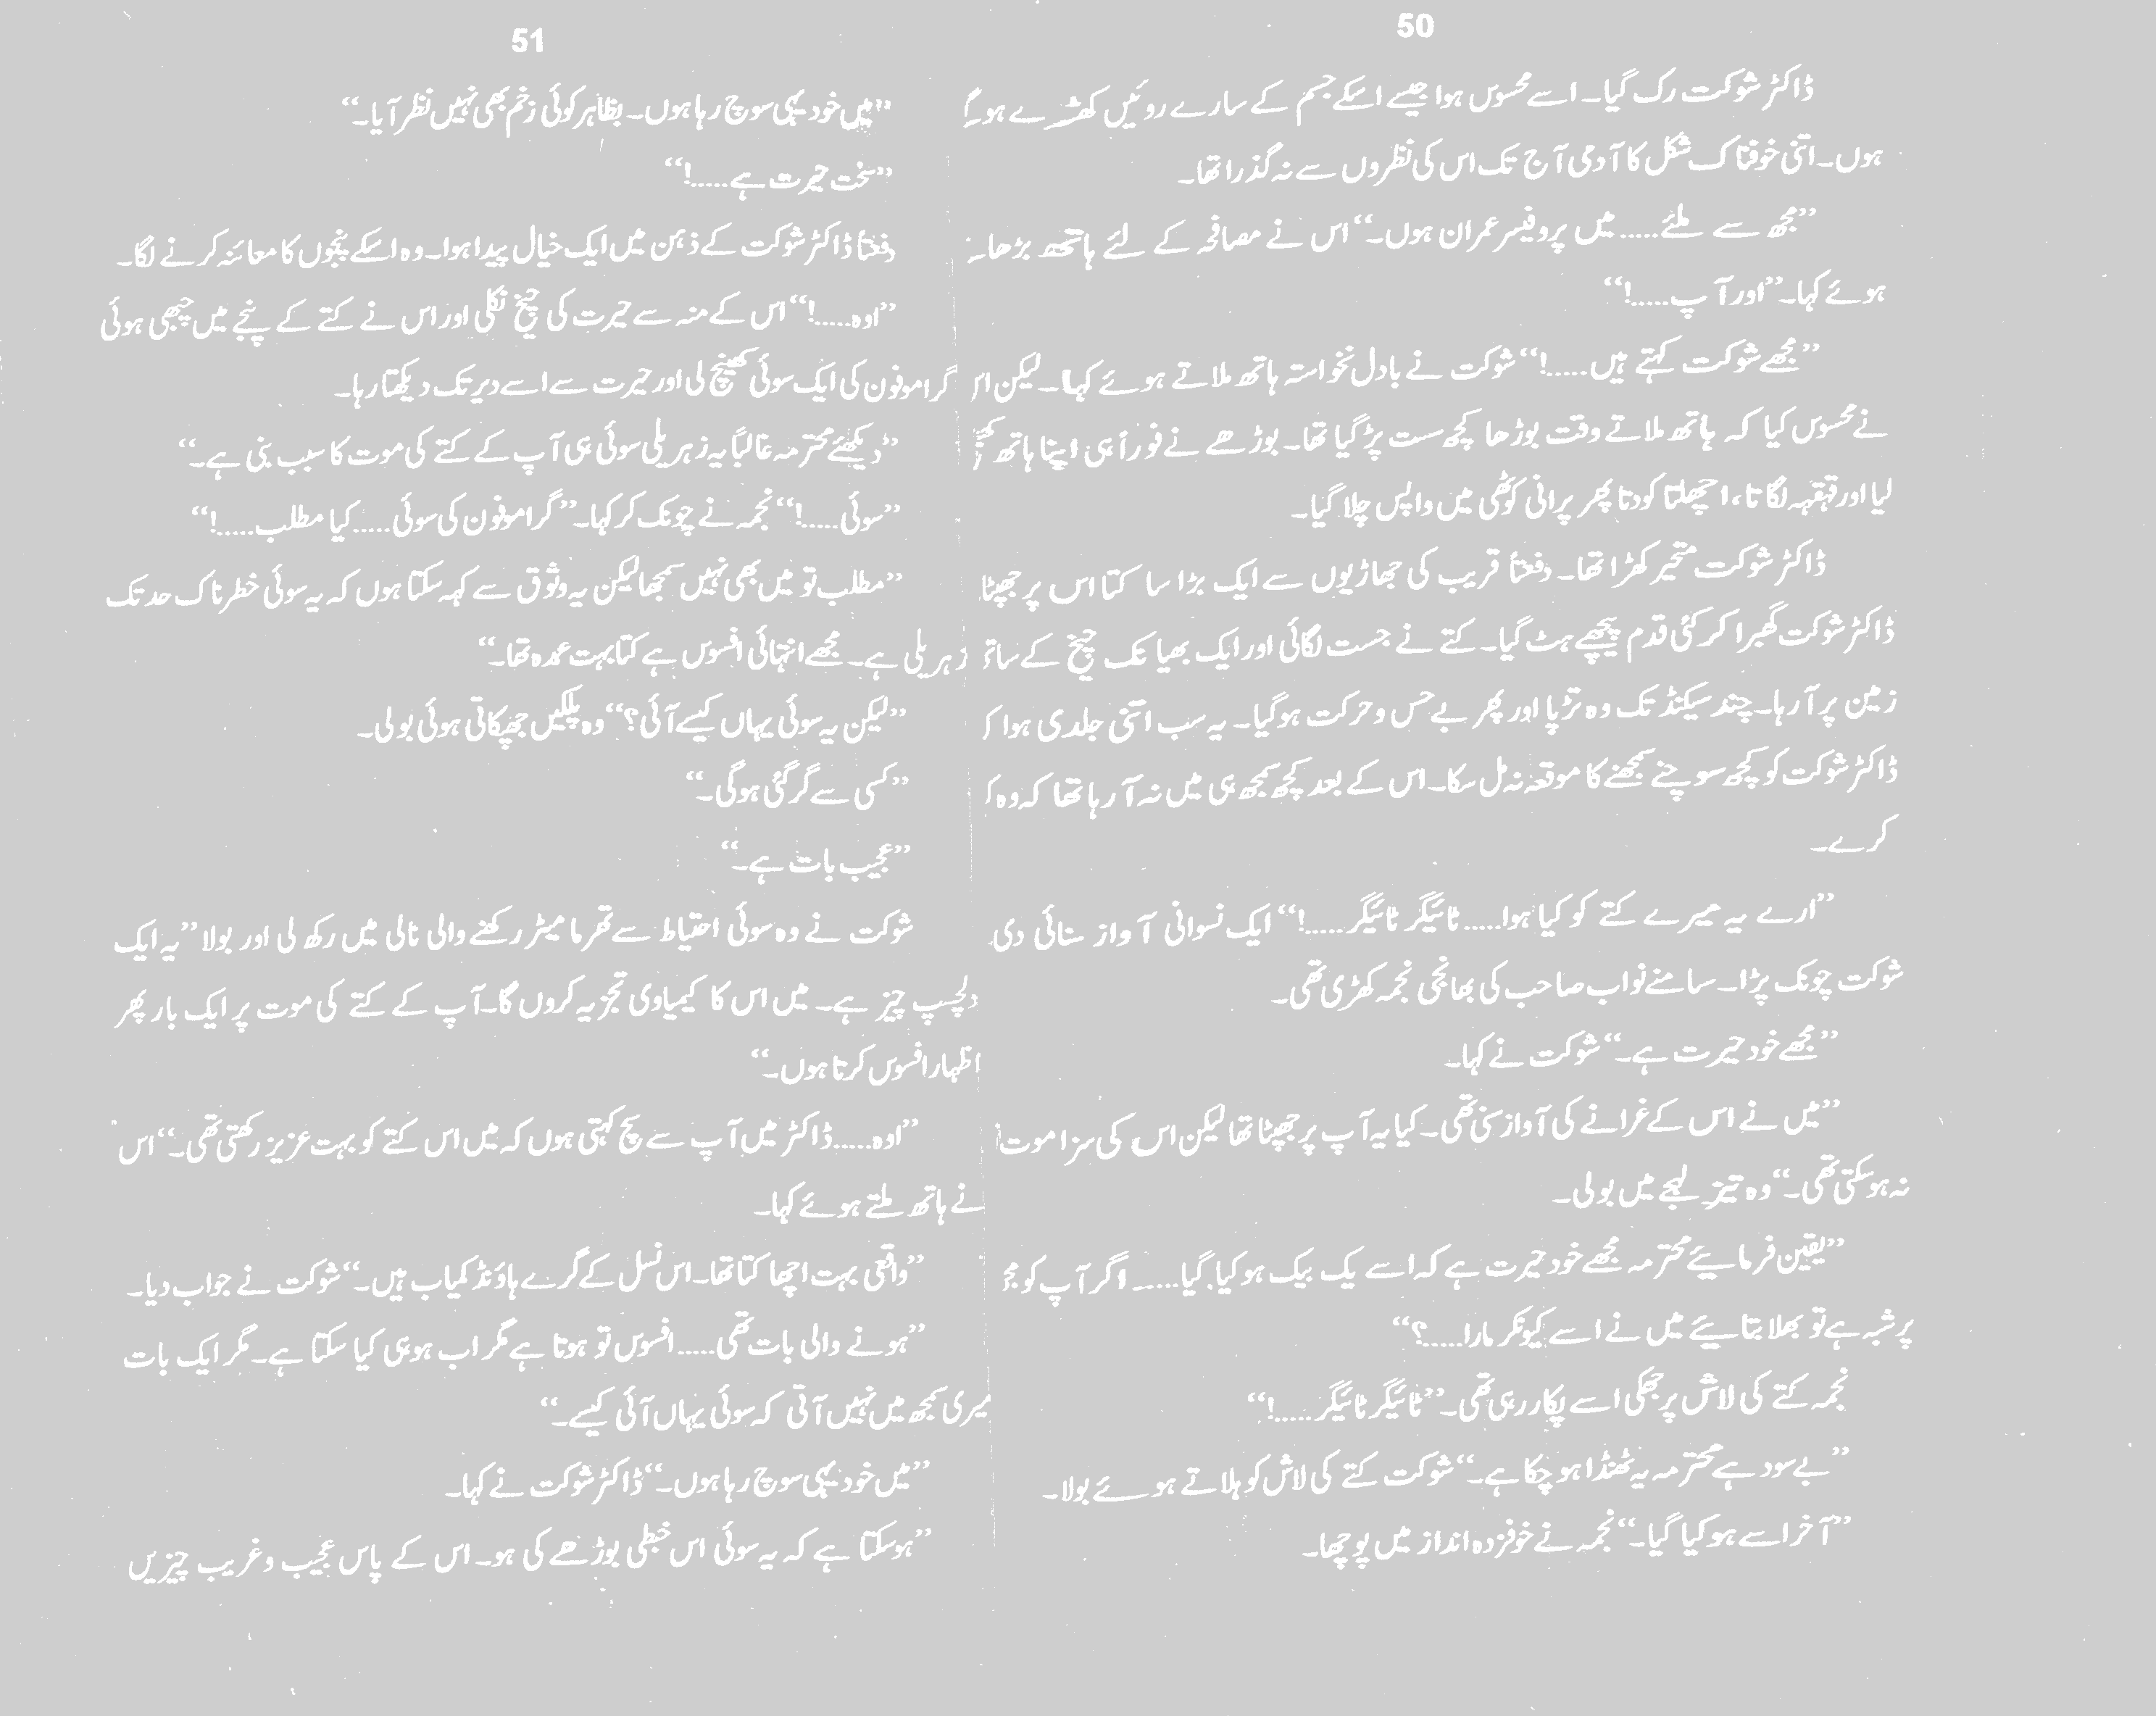 50
ڈاکٹر شوکت رک گیا۔ اسے محسوس ہوا جیسے اسکے جسم کے سارے روئیں کھڑے ہو گئے
ہوں۔ اتنی خوفناک شکل کا آدمی آج تک اس کی نظروں سے نہ گزرا تھا۔
”مجھ سے ملئے...... میں پروفیسر عمران ہوں۔“ اس نے مصافحہ کے لئے ہاتھ بڑھا
ہوئے کہا۔ ”اور آپ......!“
”مجھے شوکت کہتے ہیں......!“ شوکت نے بادل نخواستہ ہاتھ ملاتے ہوئے کہا۔ لیکن اس
نے محسوس کیا کہ ہاتھ ملاتے وقت بوڑھا کچھ سست پڑ گیا تھا۔ بوڑھے نے فوراً ہی اپنا ہاتھ
لیا اور قہقہہ لگاتا، اچھلتا کودتا پھر پرانی کوٹھی میں واپس چلا گیا۔
ڈاکٹر شوکت متحیر کھڑا تھا۔ دفعتاً قریب کی جھاڑیوں سے ایک بڑا سا کتا اس پر جھپٹا
ڈاکٹر شوکت گھبرا کر کئی قدم پیچھے ہٹ گیا۔ کتے نے جست لگائی اور ایک بھیانک چیخ کے ساتھ
زمین پر آ رہا۔ چند سیکنڈ تک وہ تڑپا اور پھر بے حس و حرکت ہو گیا۔ یہ سب اتنی جلدی ہوا کہ
ڈاکٹر شوکت کو کچھ سوچنے سمجھنے کا موقعہ نہ مل سکا۔ اس کے بعد کچھ سمجھ ہی میں نہ آ رہا تھا کہ وہ کیا
کرے۔
”ارے یہ میرے کتے کو کیا ہوا...... ٹائیگر ٹائیگر......!“ ایک نسوانی آواز سنائی دی
شوکت چونک پڑا۔ سامنے نواب صاحب کی بھانجی نجمہ کھڑی تھی۔
”مجھے خود حیرت ہے۔“ شوکت نے کہا۔
”میں نے اس کے غرانے کی آواز سنی تھی۔ کیا یہ آپ پر جھپٹا تھا لیکن اس کی سزا موت تو
نہ ہو سکتی تھی۔“ وہ تیز لہجے میں بولی۔
”یقین فرمائیے محترمہ مجھے خود حیرت ہے کہ اسے یک بیک ہو کیا گیا...... اگر آپ کو مجھ
پر شبہ ہے تو بھلا بتائیے میں نے اسے کیونکر مارا......؟“
نجمہ کتے کی لاش پر جھکی اسے پکار رہی تھی۔ ”ٹائیگر ٹائیگر......!“
”بے سود ہے محترمہ یہ ٹھنڈا ہو چکا ہے۔“ شوکت کتے کی لاش کو ہلاتے ہوئے بولا۔
”آخر اسے ہو کیا گیا۔“ نجمہ نے خوفزدہ انداز میں پوچھا۔
51
”میں خود یہی سوچ رہا ہوں۔ بظاہر کوئی زخم بھی نہیں نظر آیا۔“
”سخت حیرت ہے......!“
دفعتاً ڈاکٹر شوکت کے ذہن میں ایک خیال پیدا ہوا۔ وہ اسکے پنجوں کا معائنہ کرنے لگا۔
”اوہ......!“ اس کے منہ سے حیرت کی چیخ نکلی اور اس نے کتے کے پنجے میں چبھی ہوئی
گراموفون کی ایک سوئی کھینچ لی اور حیرت سے اسے دیر تک دیکھتا رہا۔
”دیکھئے محترمہ غالباً یہ زہریلی سوئی ہی آپ کے کتے کی موت کا سبب بنی ہے۔“
”سوئی......!“ نجمہ نے چونک کر کہا۔ ”گراموفون کی سوئی...... کیا مطلب......!“
”مطلب تو میں بھی نہیں سمجھا لیکن یہ وثوق سے کہہ سکتا ہوں کہ یہ سوئی خطرناک حد تک
زہریلی ہے۔ مجھے انتہائی افسوس ہے کتا بہت عمدہ تھا۔“
”لیکن یہ سوئی یہاں کیسے آئی؟“ وہ پلکیں جھپکاتی ہوئی بولی۔
”کسی سے گر گئی ہوگی۔“
”عجیب بات ہے۔“
شوکت نے وہ سوئی احتیاط سے تھرمامیٹر رکھنے والی نالی میں رکھ لی اور بولا ”یہ ایک
دلچسپ چیز ہے۔ میں اس کا کیمیاوی تجزیہ کروں گا۔ آپ کے کتے کی موت پر ایک بار پھر
اظہار افسوس کرتا ہوں۔“
”اوہ...... ڈاکٹر میں آپ سے سچ کہتی ہوں کہ میں اس کتے کو بہت عزیز رکھتی تھی۔“ اس
نے ہاتھ ملتے ہوئے کہا۔
”واقعی بہت اچھا کتا تھا۔ اس نسل کے گرے ہاؤنڈ کمیاب ہیں۔“ شوکت نے جواب دیا۔
”ہونے والی بات تھی...... افسوس تو ہوتا ہے مگر اب ہو ہی کیا سکتا ہے۔ مگر ایک بات
میری سمجھ میں نہیں آتی کہ سوئی یہاں آئی کیسے۔“
”میں خود یہی سوچ رہا ہوں۔“ ڈاکٹر شوکت نے کہا۔
”ہو سکتا ہے کہ یہ سوئی اس خبطی بوڑھے کی ہو۔ اس کے پاس عجیب و غریب چیزیں